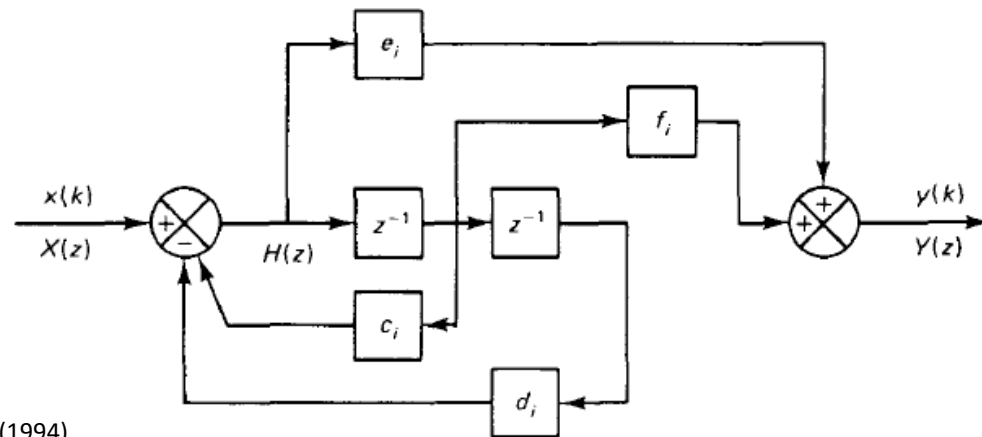 e_i
f_i
x(k)
X(z)
+
−
H(z)
z⁻¹
z⁻¹
+
+
y(k)
Y(z)
c_i
d_i
(1994)